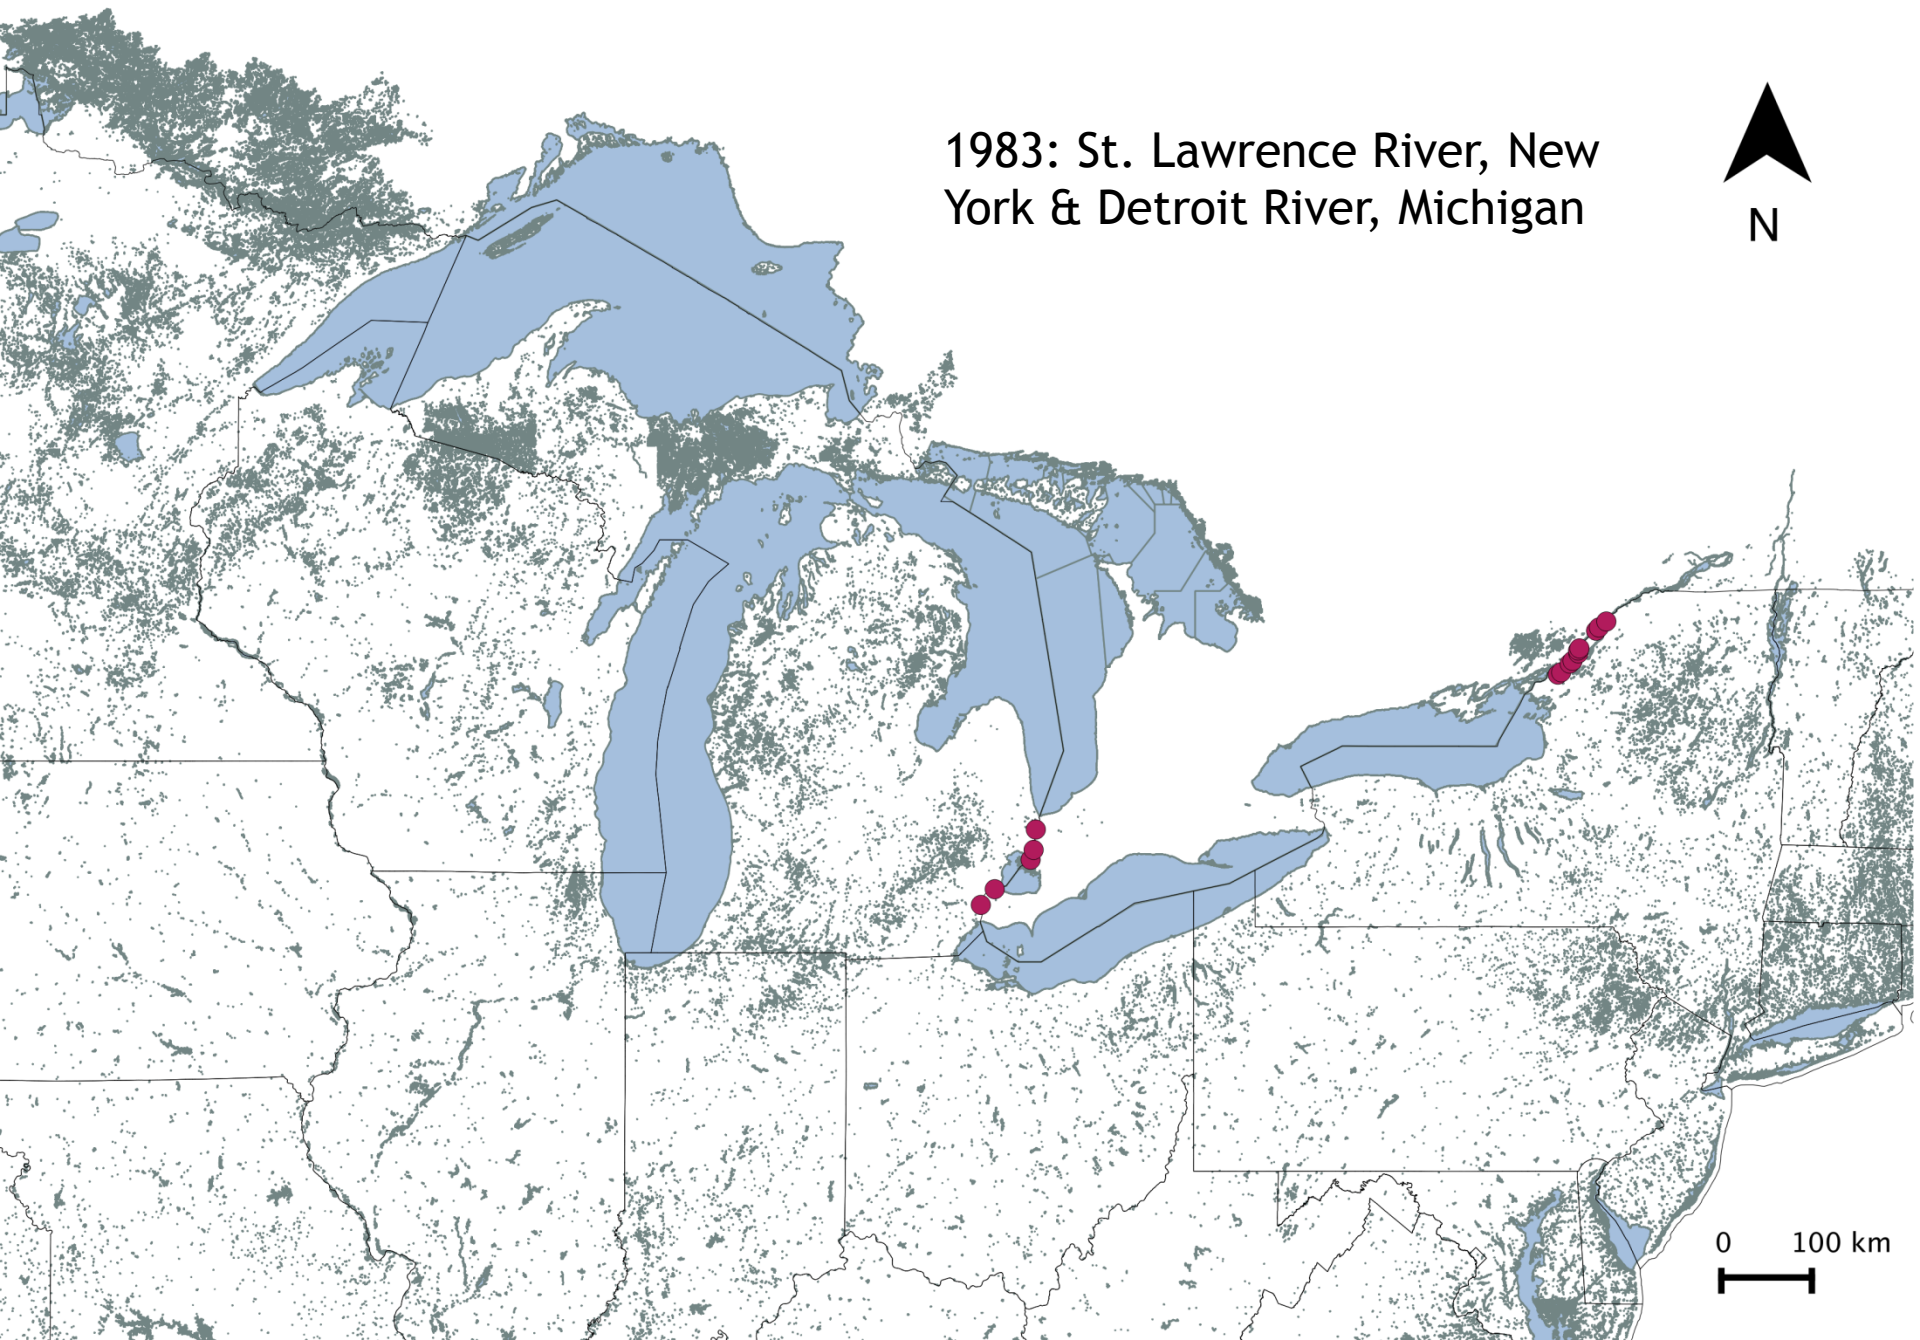 1983: St. Lawrence River, New
York & Detroit River, Michigan
N
0 100 km